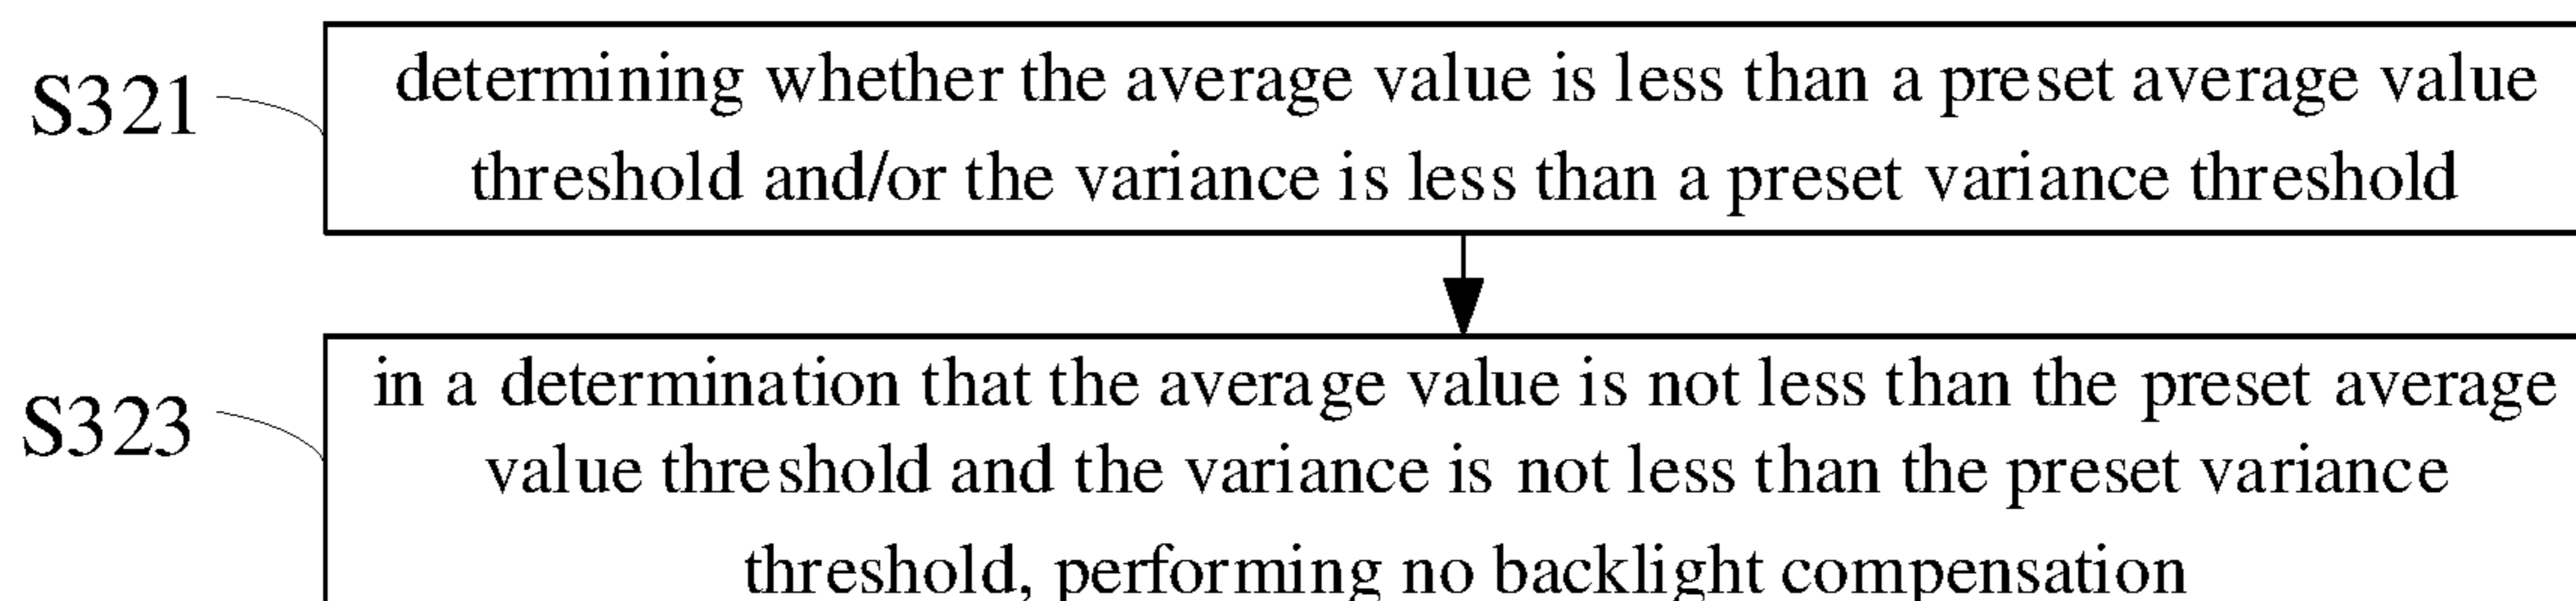 S321
determining whether the average value is less than a preset average value
threshold and/or the variance is less than a preset variance threshold
S323
in a determination that the average value is not less than the preset average
value threshold and the variance is not less than the preset variance
threshold, performing no backlight compensation